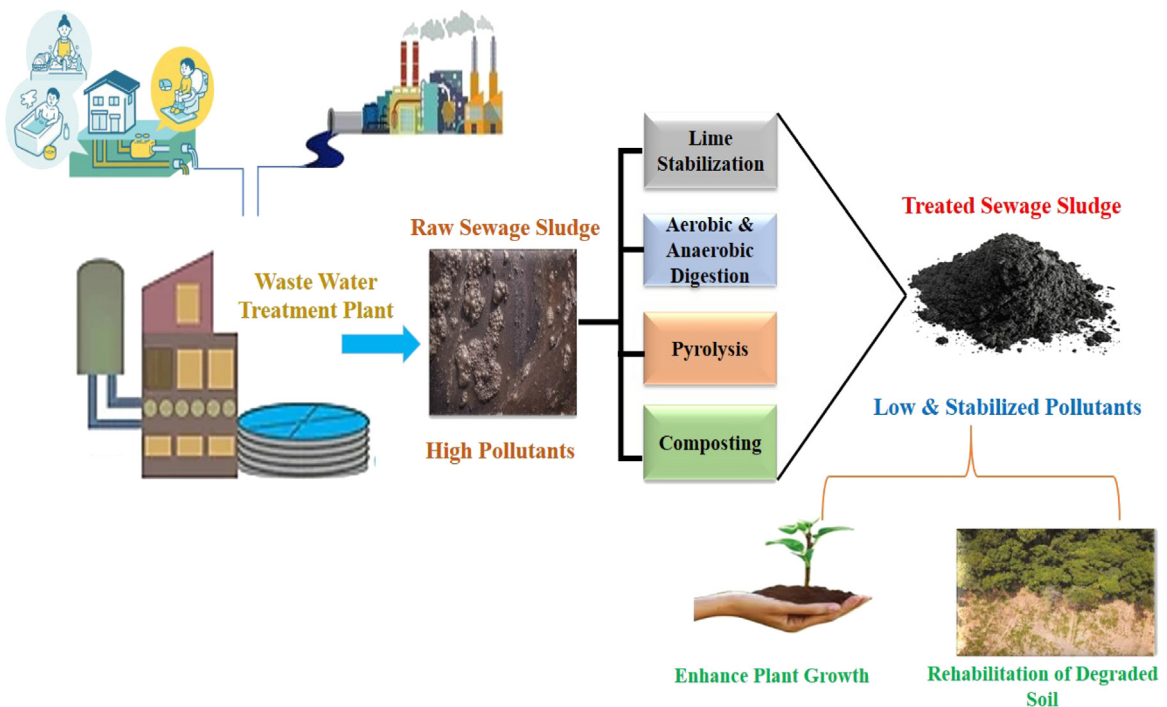 Waste Water
Treatment Plant
Raw Sewage Sludge
High Pollutants
Lime
Stabilization
Aerobic &
Anaerobic
Digestion
Pyrolysis
Composting
Treated Sewage Sludge
Low & Stabilized Pollutants
Enhance Plant Growth
Rehabilitation of Degraded
Soil